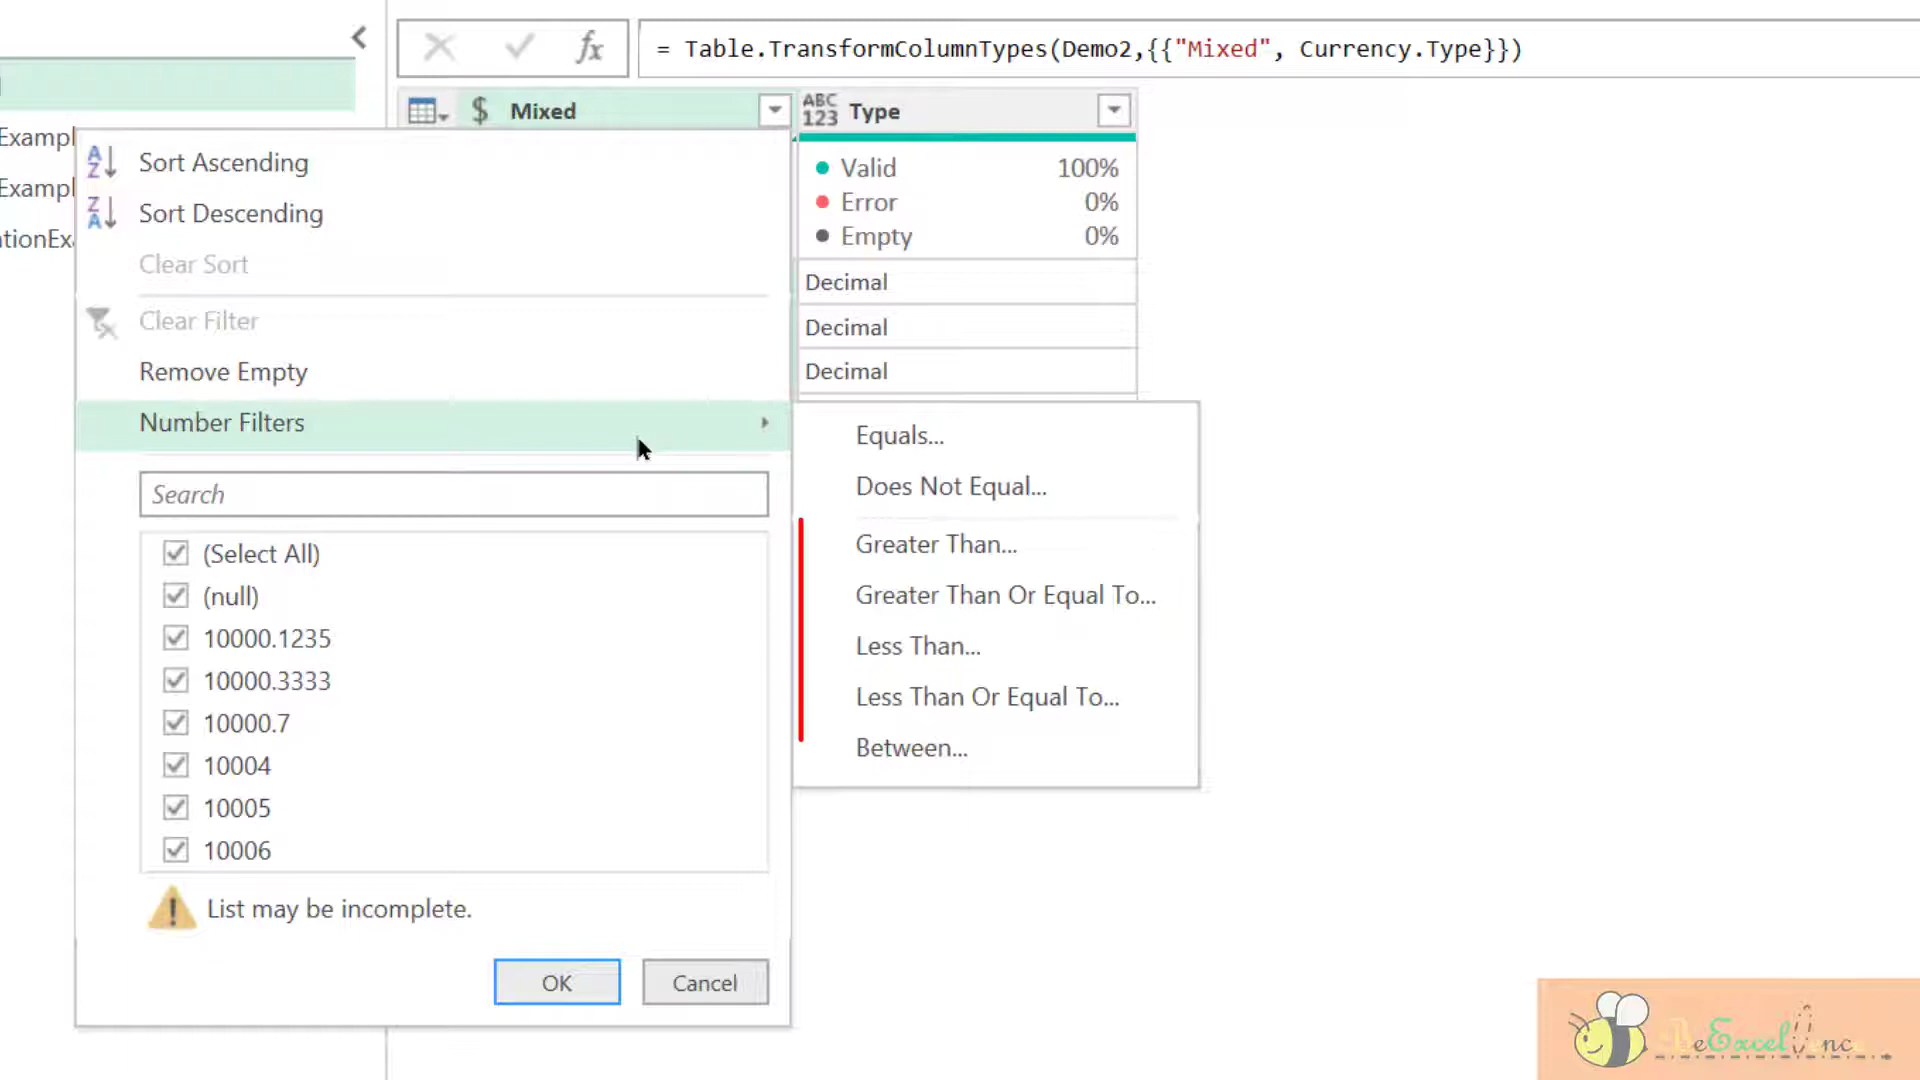 fx
= Table.TransformColumnTypes(Demo2,{{"Mixed", Currency.Type}})
$ Mixed
ABC 123 Type
Exampl
Exampl
ationExa
Sort Ascending
Sort Descending
Clear Sort
Clear Filter
Remove Empty
Number Filters
Search
(Select All)
(null)
10000.1235
10000.3333
10000.7
10004
10005
10006
List may be incomplete.
OK
Cancel
Valid 100%
Error 0%
Empty 0%
Decimal
Decimal
Decimal
Equals...
Does Not Equal...
Greater Than...
Greater Than Or Equal To...
Less Than...
Less Than Or Equal To...
Between...